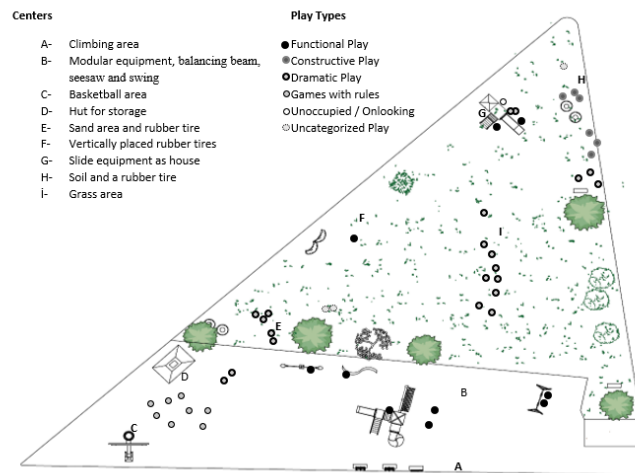 Centers
A- Climbing area
B- Modular equipment, balancing beam,
seesaw and swing
C- Basketball area
D- Hut for storage
E- Sand area and rubber tire
F- Vertically placed rubber tires
G- Slide equipment as house
H- Soil and a rubber tire
İ- Grass area
Play Types
Functional Play
Constructive Play
Dramatic Play
Games with rules
Unoccupied / Onlooking
Uncategorized Play
H
G
F
I
E
D
B
C
A